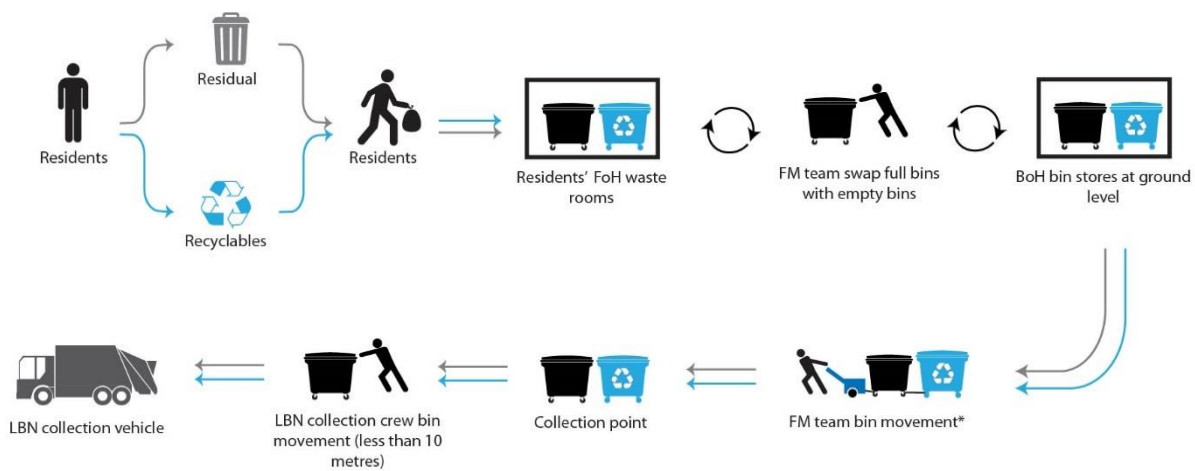 Residual
Residents
Recyclables
Residents
Residents’ FoH waste
rooms
FM team swap full bins
with empty bins
BoH bin stores at ground
level
LBN collection vehicle
LBN collection crew bin
movement (less than 10
metres)
Collection point
FM team bin movement*